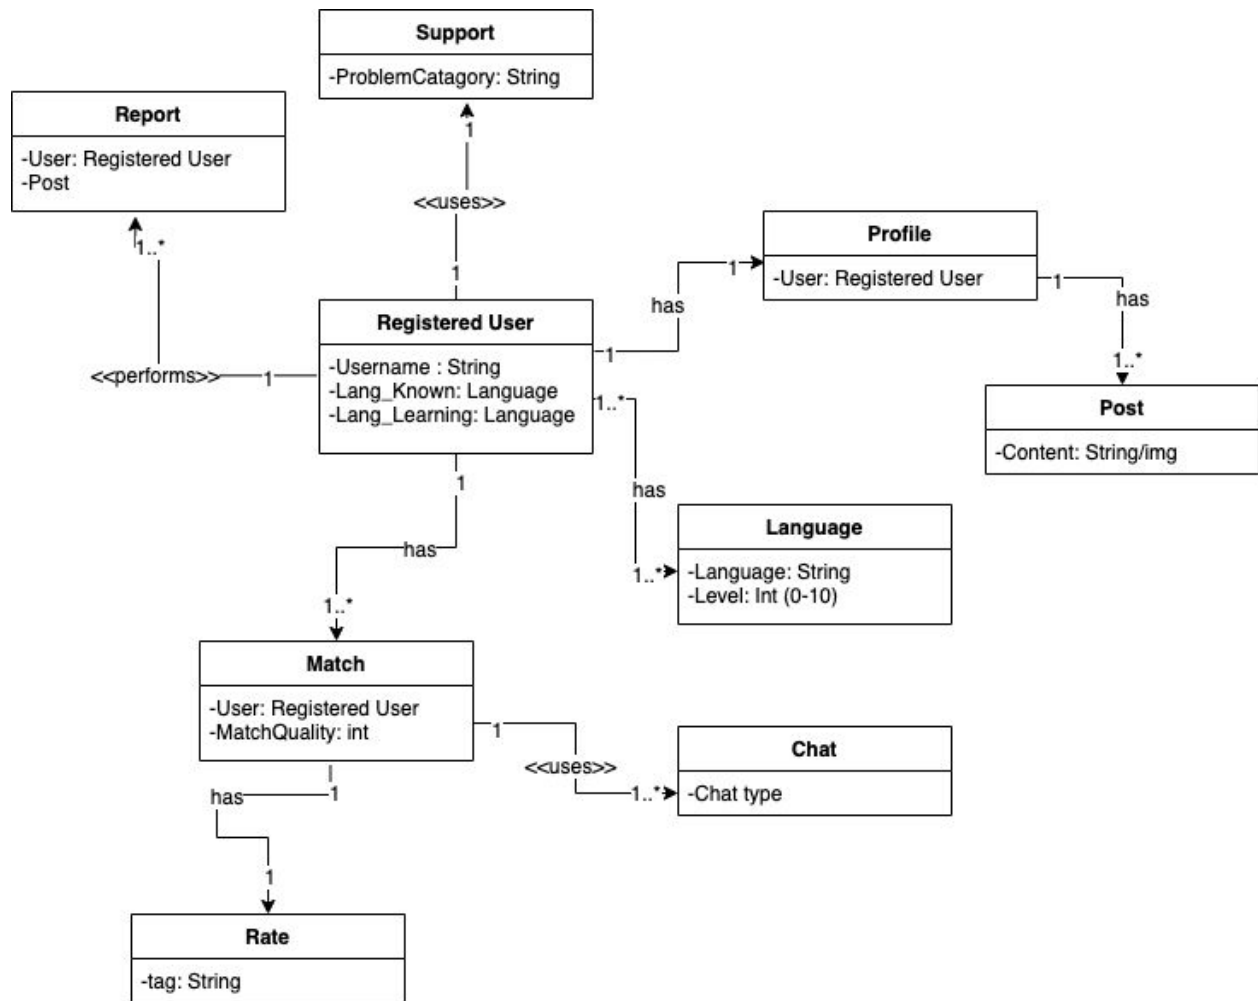 Support
-ProblemCatagory: String
Report
-User: Registered User
-Post
1
1..*
<<uses>>
1
Profile
-User: Registered User
1
1
has
has
1
1..*
Registered User
-Username : String
-Lang_Known: Language
-Lang_Learning: Language
<<performs>>
1
1..*
Post
-Content: String/img
1
has
Language
-Language: String
-Level: Int (0-10)
1..*
has
1..*
Match
-User: Registered User
-MatchQuality: int
1
<<uses>>
1..*
Chat
-Chat type
1
has
1
Rate
-tag: String